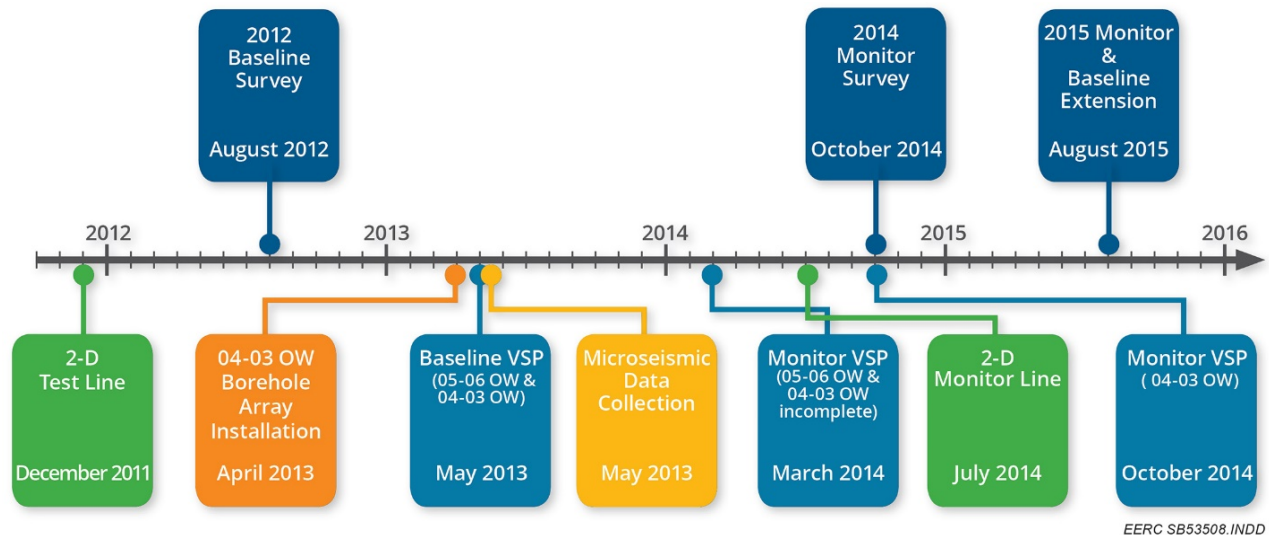 2012
Baseline
Survey
August 2012
2014
Monitor
Survey
October 2014
2015 Monitor
&
Baseline
Extension
August 2015
2012
2013
2014
2015
2016
2-D
Test Line
December 2011
04-03 OW
Borehole
Array
Installation
April 2013
Baseline VSP
(05-06 OW &
04-03 OW)
May 2013
Microseismic
Data
Collection
May 2013
Monitor VSP
(05-06 OW &
04-03 OW
incomplete)
March 2014
2-D
Monitor Line
July 2014
Monitor VSP
( 04-03 OW)
October 2014
EERC SB53508.INDD